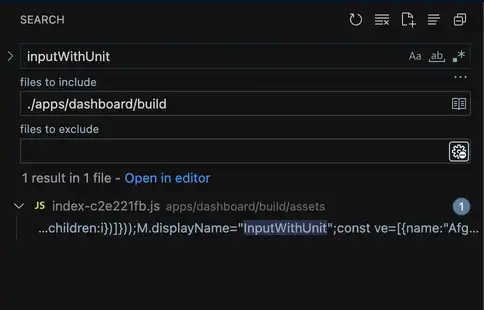 SEARCH
inputWithUnit
Aa ab .*
files to include
...
./apps/dashboard/build
files to exclude
1 result in 1 file - Open in editor
JS index-c2e221fb.js apps/dashboard/build/assets 1
...children:i})]}));M.displayName="InputWithUnit";const ve=[{name:"Afg...